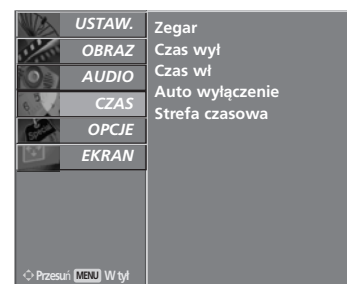 USTAW.
OBRAZ
AUDIO
CZAS
OPCJE
EKRAN
Zegar
Czas wył
Czas wł
Auto wyłączenie
Strefa czasowa
Przesuń MENU W tył